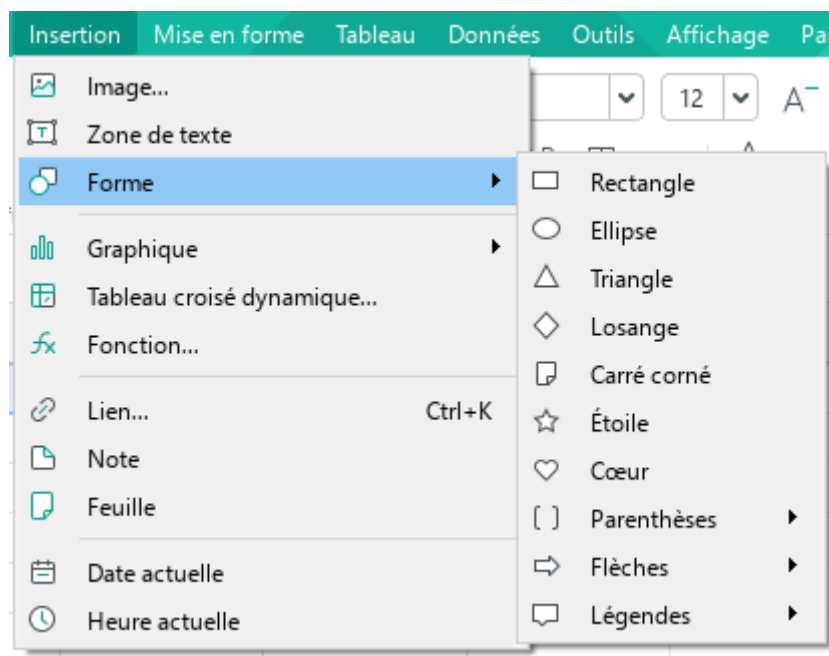 Insertion Mise en forme Tableau Données Outils Affichage
12 A
Image...
Zone de texte
Forme
Graphique
Tableau croisé dynamique...
Fonction...
Lien... Ctrl+K
Note
Feuille
Date actuelle
Heure actuelle
Rectangle
Ellipse
Triangle
Losange
Carré corné
Étoile
Cœur
Parenthèses
Flèches
Légendes